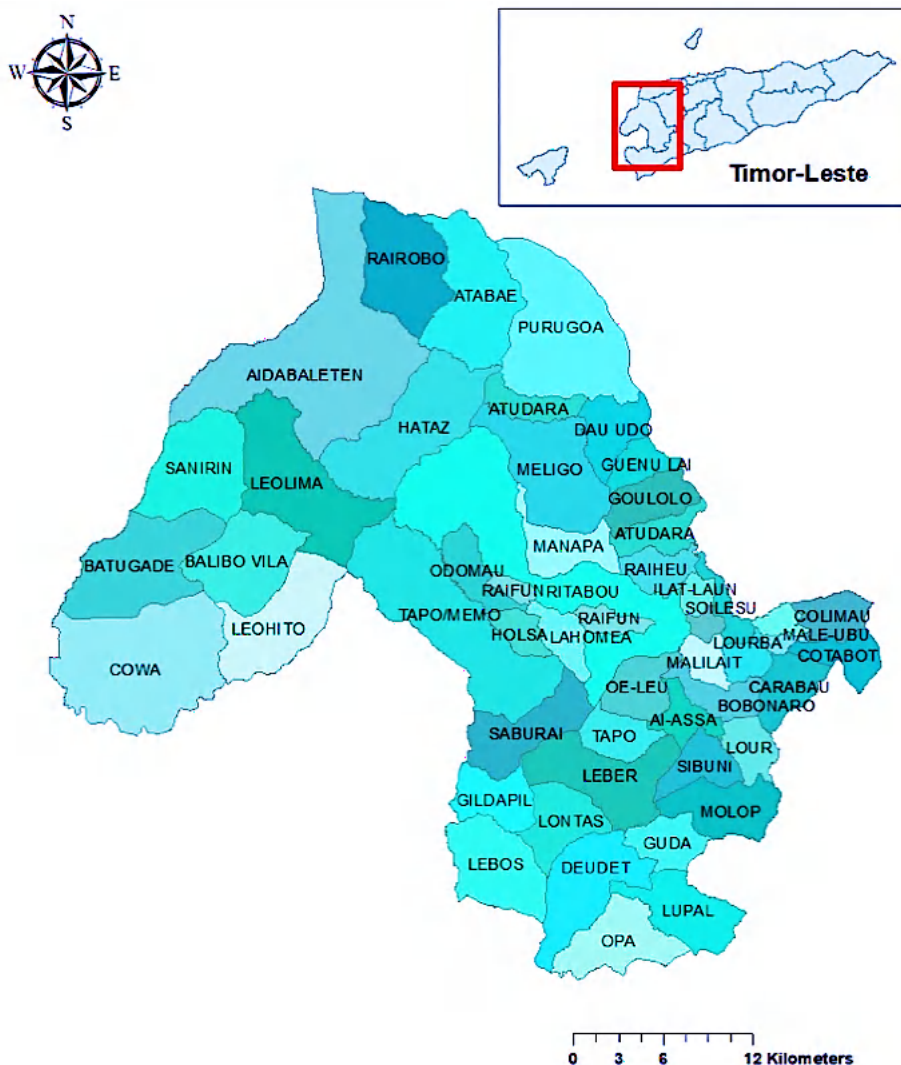 N
W E
S
Timor-Leste
RAIROBO
ATABAE
PURUGOA
AIDABALETEN
ATUDARA
HATAZ
DAU UDO
SANIRIN
MELIGO
GUENU LAI
LEOLIMA
GOULOLO
ATUDARA
MANAPA
BATUGADE
BALIBO VILA
ODOMAU
RAIHEU
RAIFUN
RITABOU
ILAT-LAUN
SOILESU
TAPO/MEMO
RAIFUN
COLIMAU
LEOHITO
HOLSA
LAHOMEA
LOURBA
MALE-UBU
COWA
MALILAIT
COTABOT
OE-LEU
CARABAU
BOBONARO
AI-ASSA
SABURAI
TAPO
LOUR
SIBUNI
LEBER
GILDAPIL
MOLOP
LONTAS
GUDA
LEBOS
DEUDET
LUPAL
OPA
0 3 6 12 Kilometers